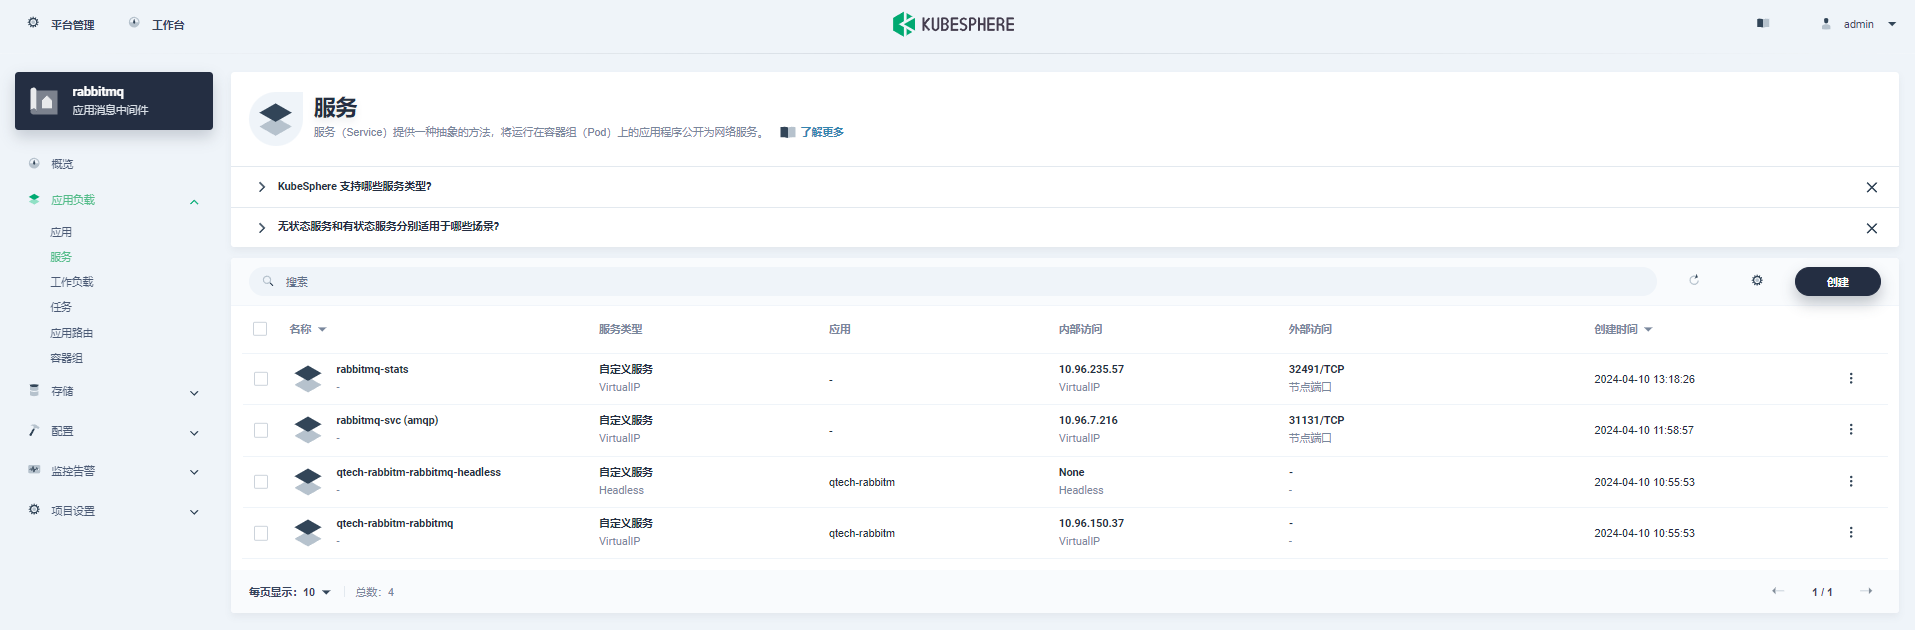 平台管理
工作台
KUBESPHERE
admin
rabbitmq
应用消息中间件
概览
应用负载
应用
服务
工作负载
任务
应用路由
容器组
存储
配置
监控告警
项目设置
服务
服务（Service）提供一种抽象的方法，将运行在容器组（Pod）上的应用程序公开为网络服务。 了解更多
KubeSphere 支持哪些服务类型?
无状态服务和有状态服务分别适用于哪些场景?
搜索
创建
名称 服务类型 应用 内部访问 外部访问 创建时间
rabbitmq-stats 自定义服务 10.96.235.57 32491/TCP
- VirtualIP - VirtualIP 节点端口 2024-04-10 13:18:26
rabbitmq-svc (amqp) 自定义服务 10.96.7.216 31131/TCP
- VirtualIP - VirtualIP 节点端口 2024-04-10 11:58:57
qtech-rabbitm-rabbitmq-headless 自定义服务 None -
- Headless qtech-rabbitm Headless - 2024-04-10 10:55:53
qtech-rabbitm-rabbitmq 自定义服务 10.96.150.37 -
- VirtualIP qtech-rabbitm VirtualIP - 2024-04-10 10:55:53
每页显示：10 总数：4 1 / 1